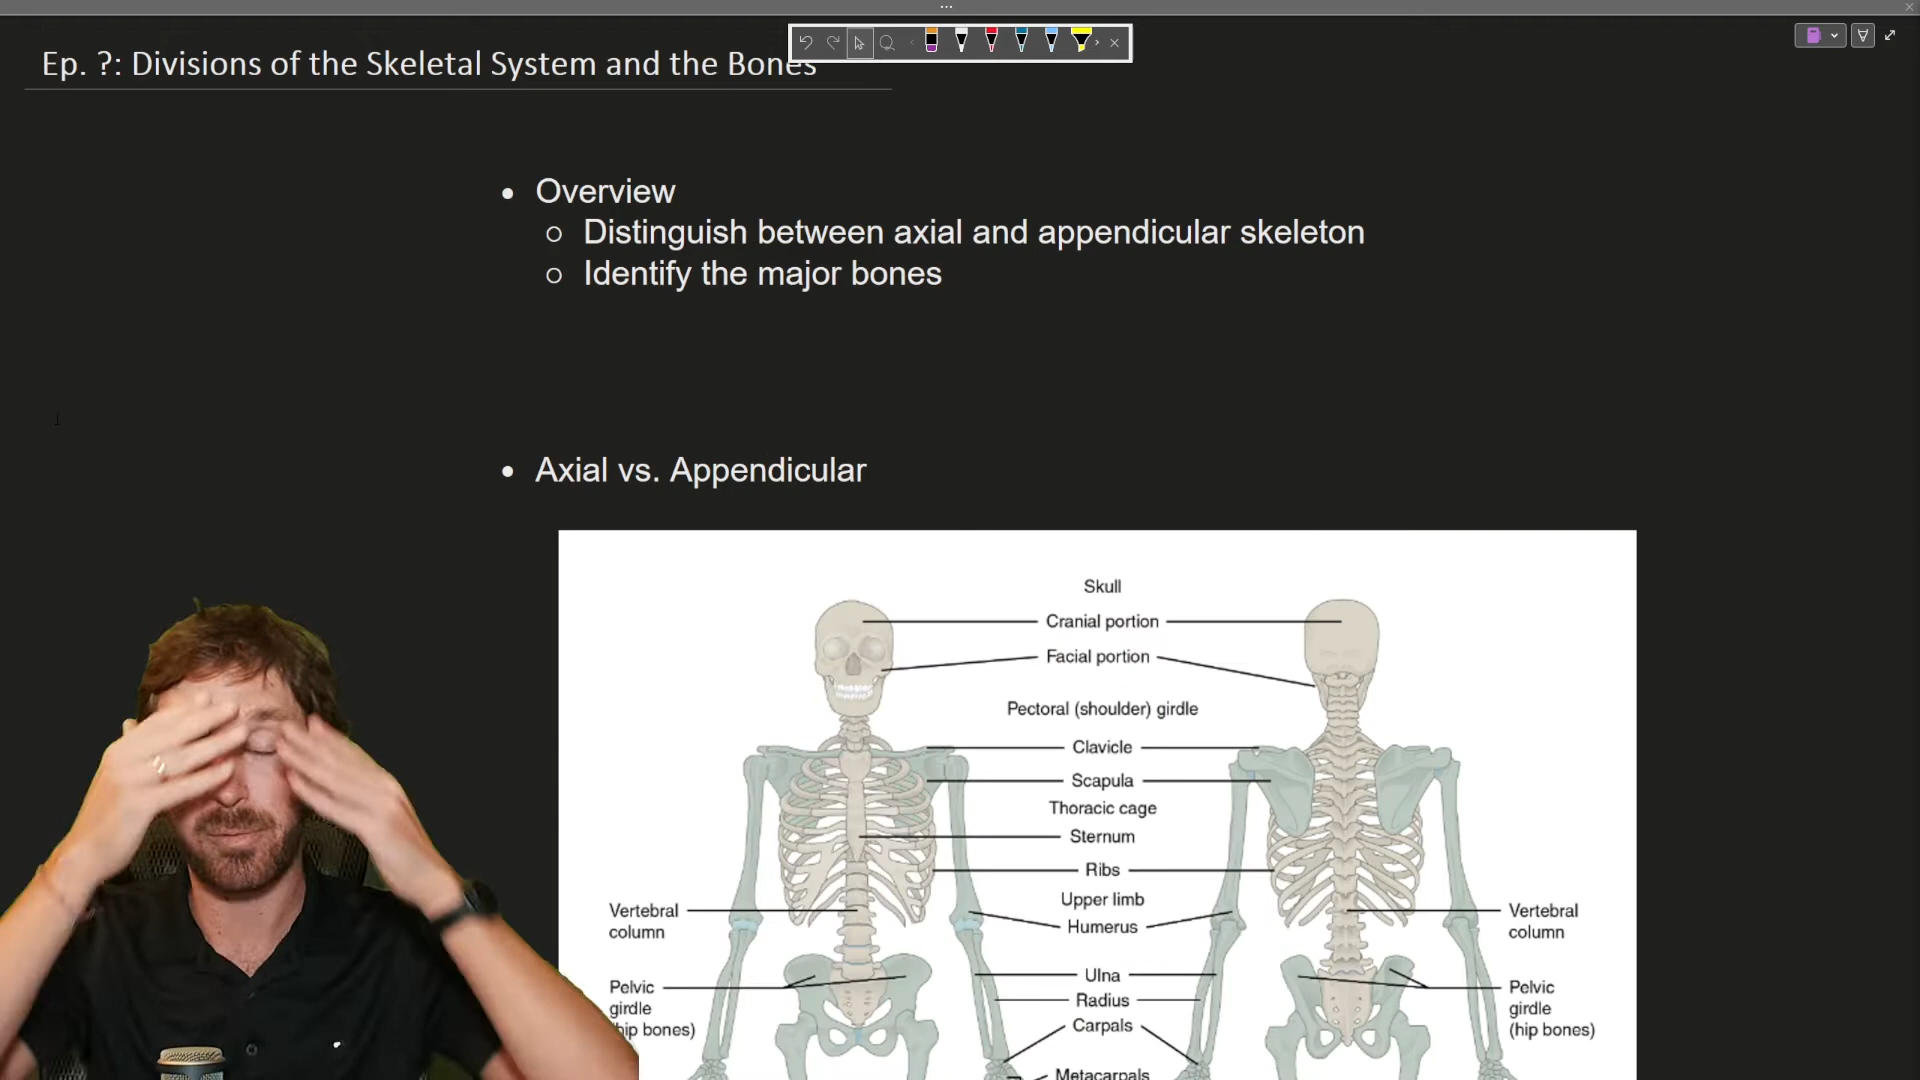 Ep. ?: Divisions of the Skeletal System and the Bones
Overview
Distinguish between axial and appendicular skeleton
Identify the major bones
Axial vs. Appendicular
Skull
Cranial portion
Facial portion
Pectoral (shoulder) girdle
Clavicle
Scapula
Thoracic cage
Sternum
Ribs
Upper limb
Humerus
Vertebral
column
Vertebral
column
Ulna
Radius
Carpals
Pelvic
girdle
hip bones)
Pelvic
girdle
(hip bones)
Metacarpals